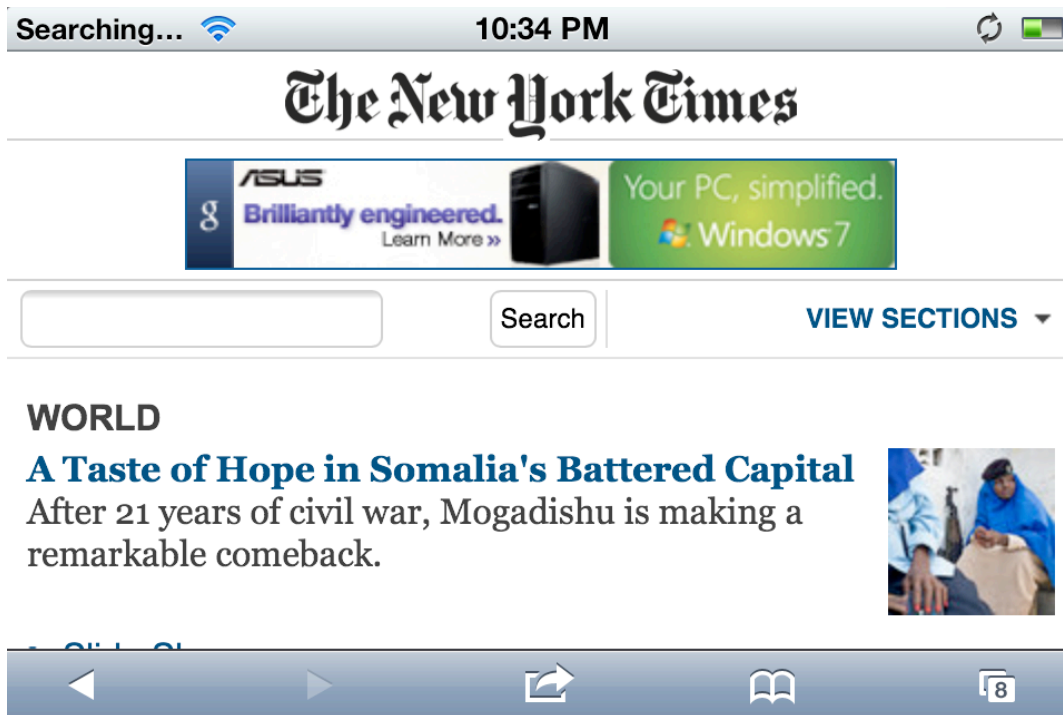 Searching... 10:34 PM
The New York Times
g ASUS
Brilliantly engineered.
Learn More »
Your PC, simplified.
Windows 7
Search VIEW SECTIONS
WORLD
A Taste of Hope in Somalia's Battered Capital
After 21 years of civil war, Mogadishu is making a
remarkable comeback.
8